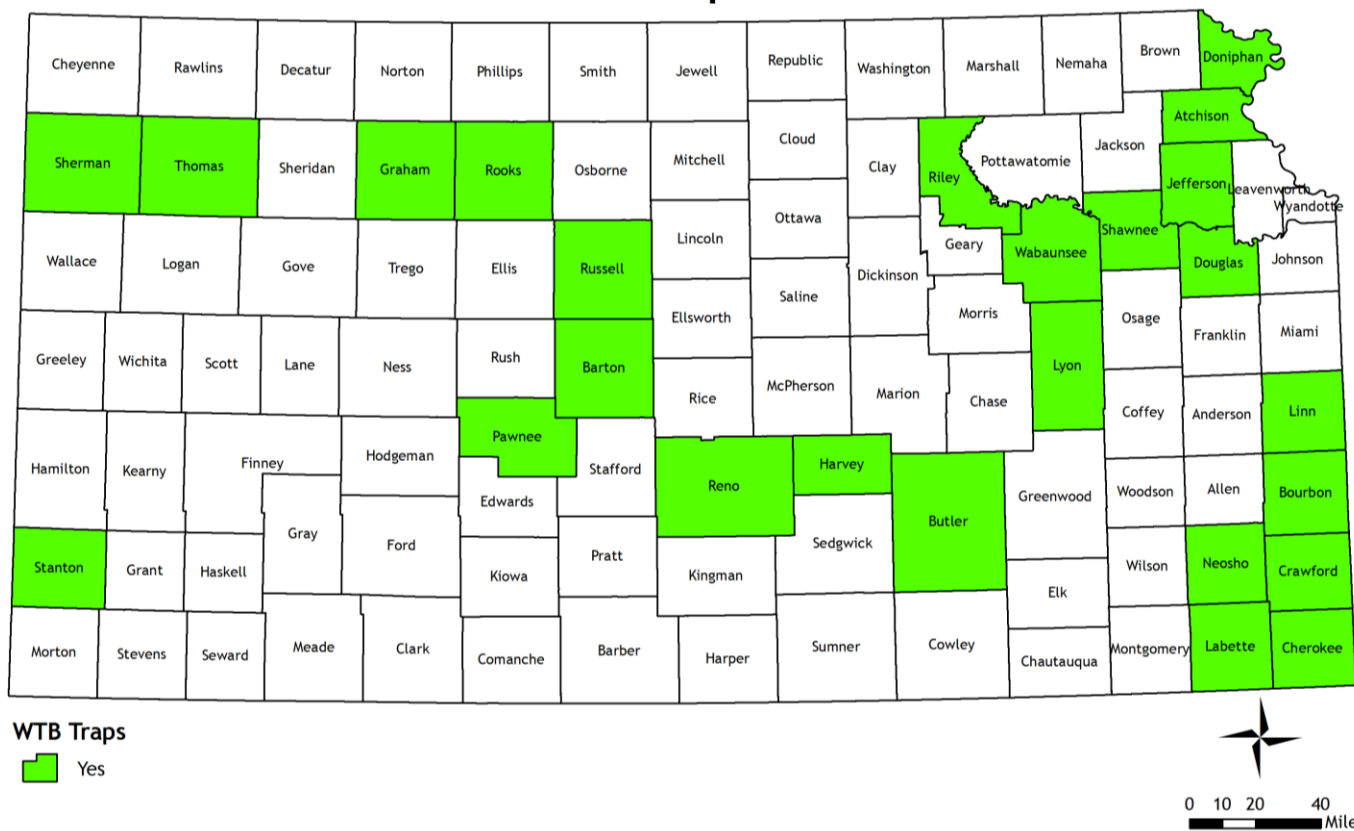 Cheyenne
Rawlins
Decatur
Norton
Phillips
Smith
Jewell
Republic
Washington
Marshall
Nemaha
Brown
Doniphan
Sherman
Thomas
Sheridan
Graham
Rooks
Osborne
Mitchell
Cloud
Clay
Riley
Pottawatomie
Jackson
Atchison
Jefferson
Leavenworth
Wyandotte
Wallace
Logan
Gove
Trego
Ellis
Russell
Lincoln
Ottawa
Dickinson
Geary
Wabaunsee
Shawnee
Douglas
Johnson
Greeley
Wichita
Scott
Lane
Ness
Rush
Barton
Ellsworth
Saline
Morris
Lyon
Osage
Franklin
Miami
Rice
McPherson
Marion
Chase
Coffey
Anderson
Linn
Hamilton
Kearny
Finney
Hodgeman
Pawnee
Stafford
Edwards
Reno
Harvey
Butler
Greenwood
Woodson
Allen
Bourbon
Stanton
Grant
Haskell
Gray
Ford
Kiowa
Pratt
Kingman
Sedgwick
Elk
Wilson
Neosho
Crawford
Morton
Stevens
Seward
Meade
Clark
Comanche
Barber
Harper
Sumner
Cowley
Chautauqua
Montgomery
Labette
Cherokee
WTB Traps
Yes
0 10 20 40
Mile